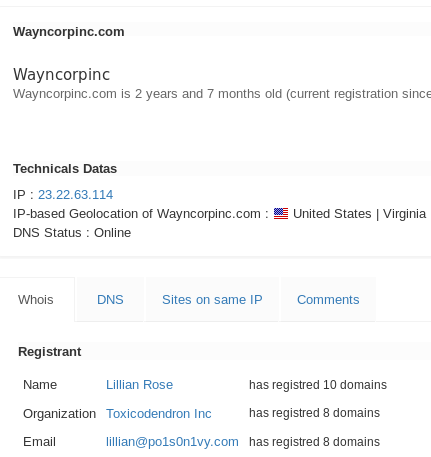 Wayncorpinc.com
Wayncorpinc
Wayncorpinc.com is 2 years and 7 months old (current registration since
Technicals Datas
IP : 23.22.63.114
IP-based Geolocation of Wayncorpinc.com : United States | Virginia
DNS Status : Online
Whois DNS Sites on same IP Comments
Registrant
Name Lillian Rose has registred 10 domains
Organization Toxicodendron Inc has registred 8 domains
Email lillian@po1s0n1vy.com has registred 8 domains